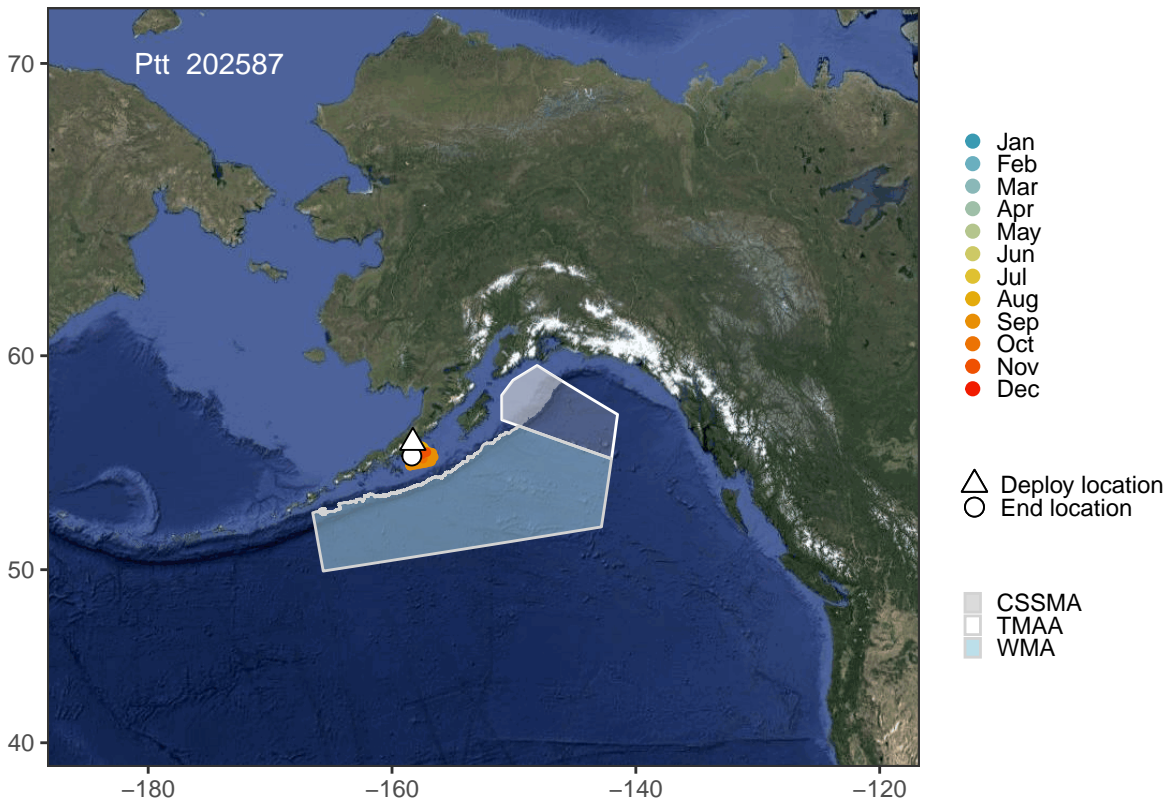 Ptt 202587
70
60
50
40
−180
−160
−140
−120
Jan
Feb
Mar
Apr
May
Jun
Jul
Aug
Sep
Oct
Nov
Dec
Deploy location
End location
CSSMA
TMAA
WMA